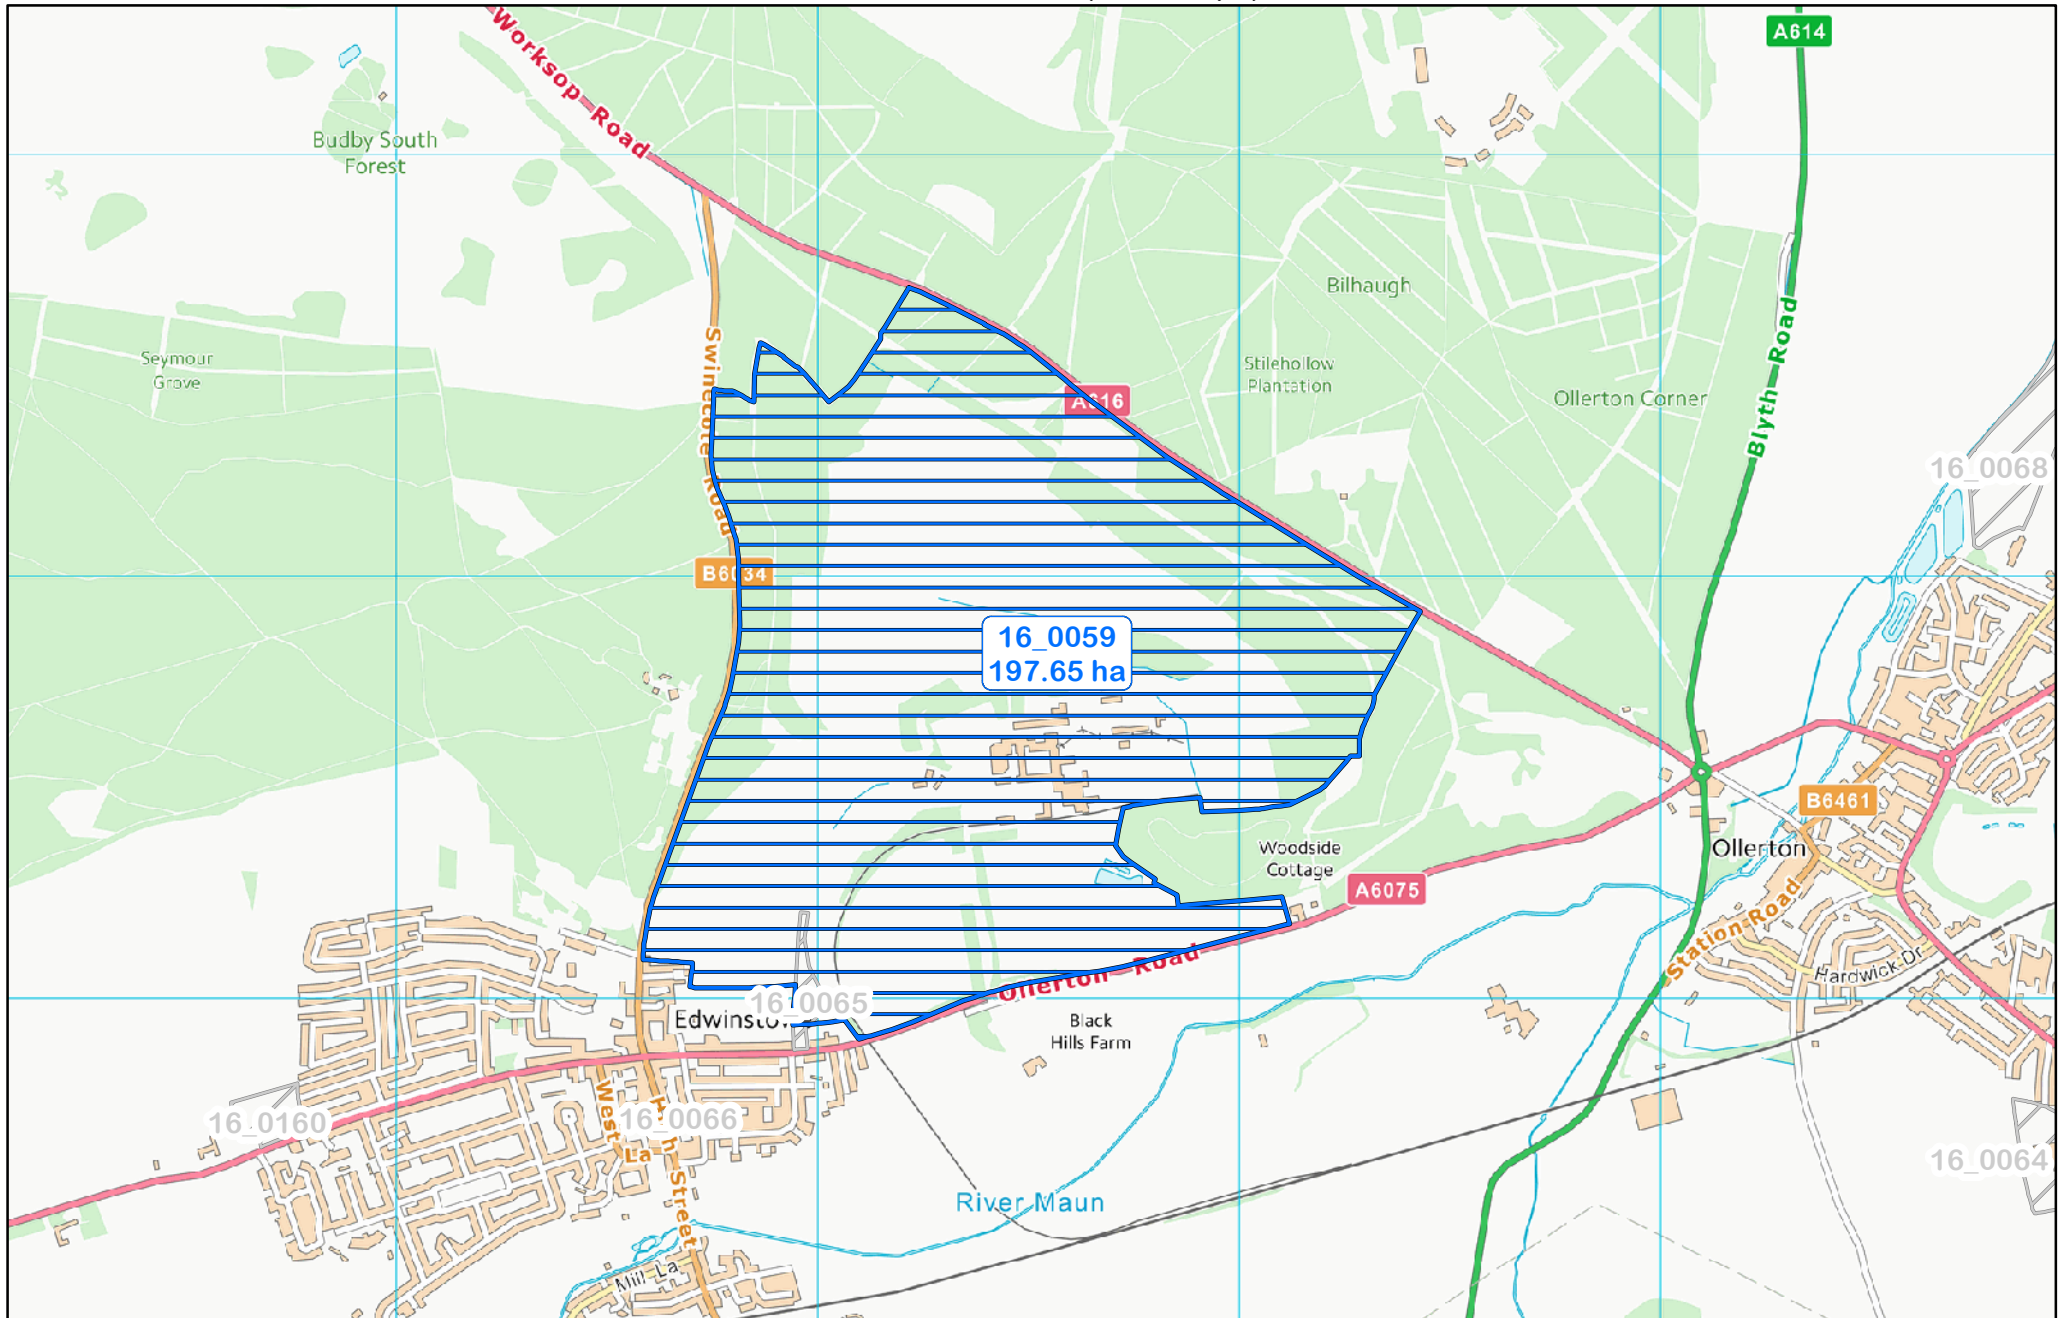 A614
Worksop Road
Budby South
Forest
Bilhaugh
Seymour
Grove
Swinecote Road
Stilehollow
Plantation
Blyth Road
A616
Ollerton Corner
16_0068
B6034
16_0059
197.65 ha
B6461
Ollerton
Woodside
Cottage
A6075
Station Road
Hardwick Dr
Ollerton Road
16_0065
Edwinstow
Black
Hills Farm
16_0160
16_0066
West La
High Street
16_0064
River Maun
Mill La